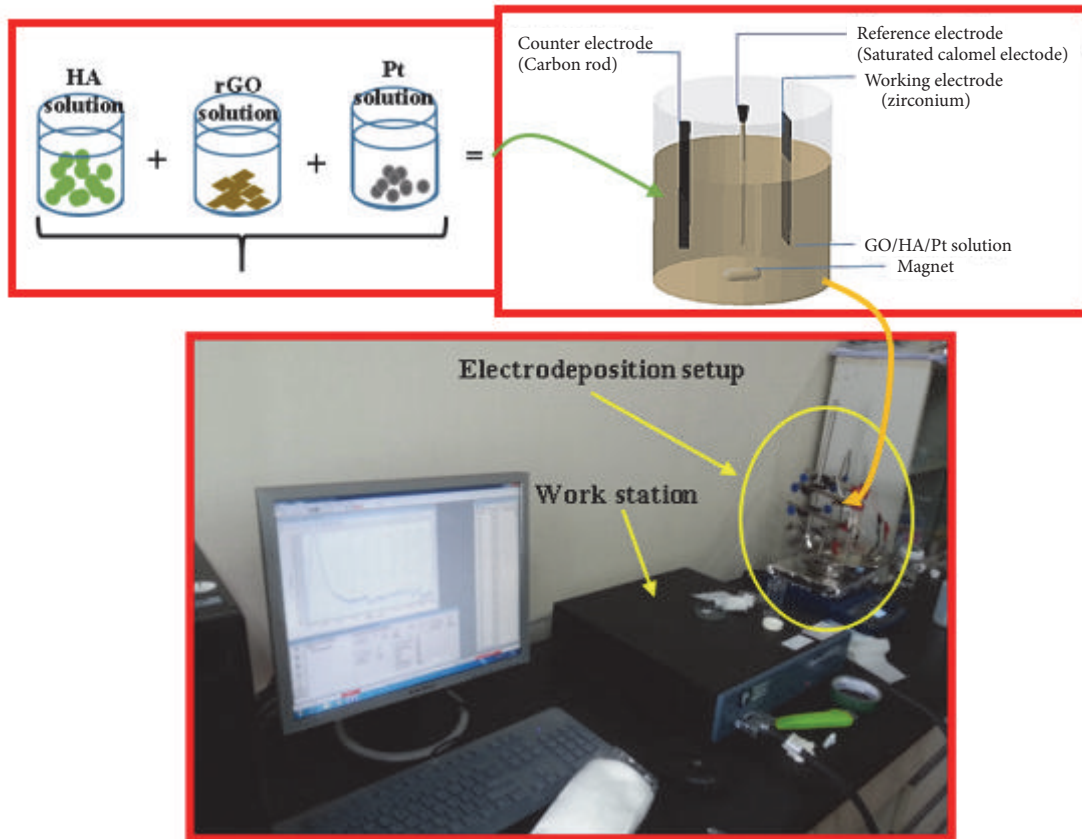 HA
solution
+
rGO
solution
+
Pt
solution
=
Counter electrode
(Carbon rod)
Reference electrode
(Saturated calomel electode)
Working electrode
(zirconium)
GO/HA/Pt solution
Magnet
Electrodeposition setup
Work station